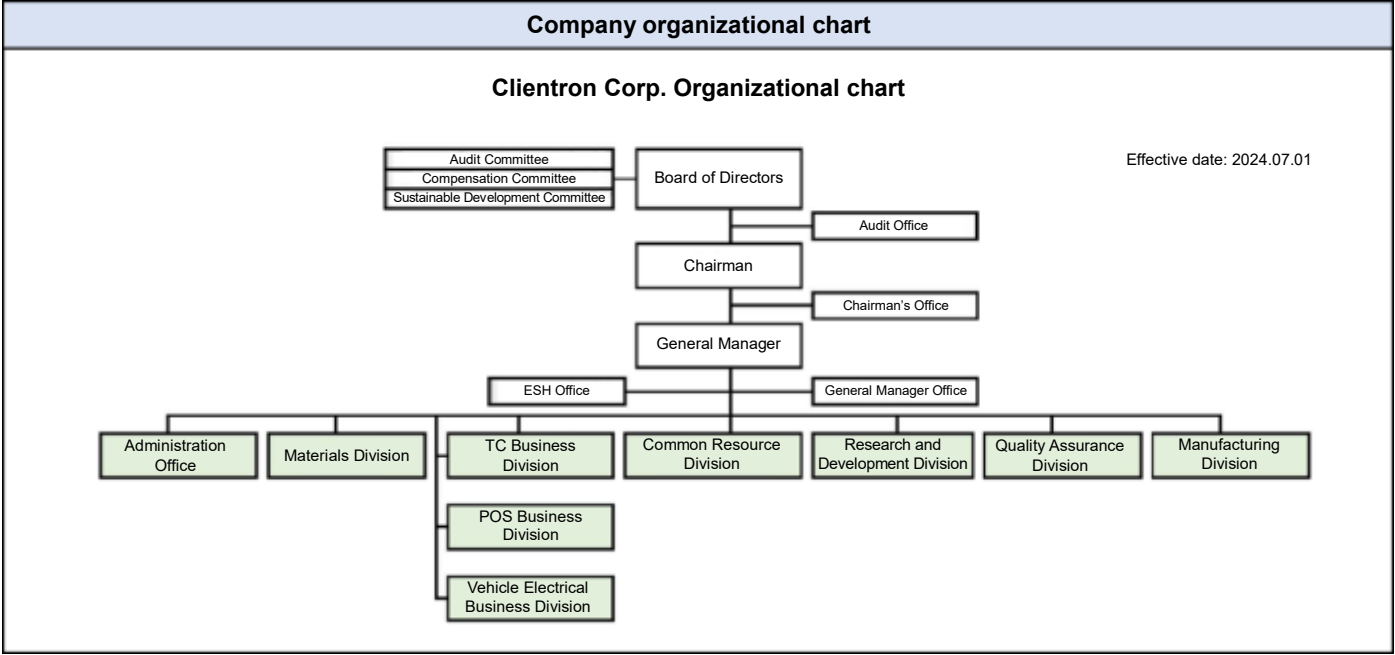 Company organizational chart
Clientron Corp. Organizational chart
Effective date: 2024.07.01
Audit Committee
Compensation Committee
Sustainable Development Committee
Board of Directors
Audit Office
Chairman
Chairman’s Office
General Manager
ESH Office
General Manager Office
Administration
Office
Materials Division
TC Business
Division
Common Resource
Division
Research and
Development Division
Quality Assurance
Division
Manufacturing
Division
POS Business
Division
Vehicle Electrical
Business Division